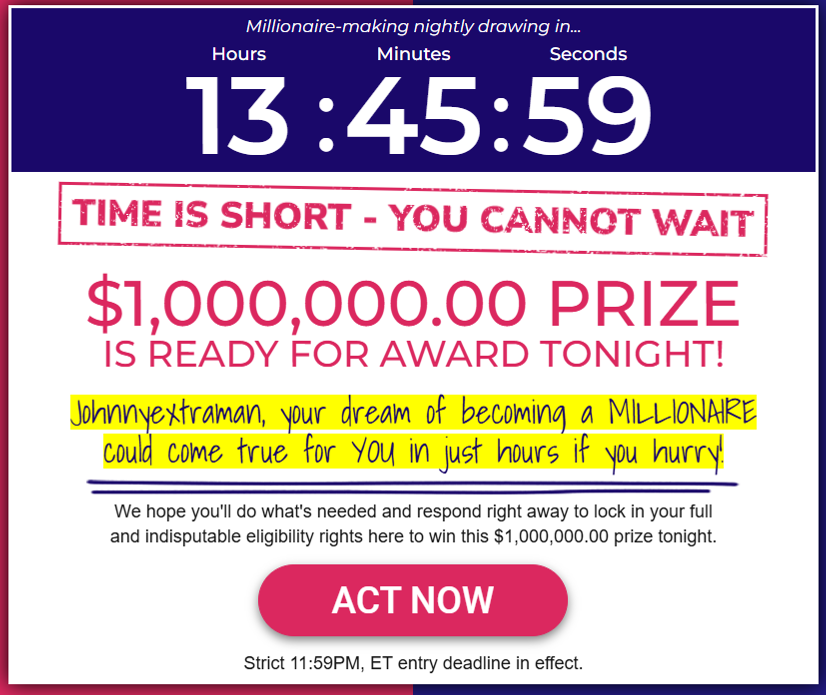 Millionaire-making nightly drawing in...
Hours Minutes Seconds
13 : 45 : 59
TIME IS SHORT - YOU CANNOT WAIT
$1,000,000.00 PRIZE
IS READY FOR AWARD TONIGHT!
Johnnyextraman, your dream of becoming a MILLIONAIRE
could come true for YOU in just hours if you hurry!
We hope you'll do what's needed and respond right away to lock in your full
and indisputable eligibility rights here to win this $1,000,000.00 prize tonight.
ACT NOW
Strict 11:59PM, ET entry deadline in effect.